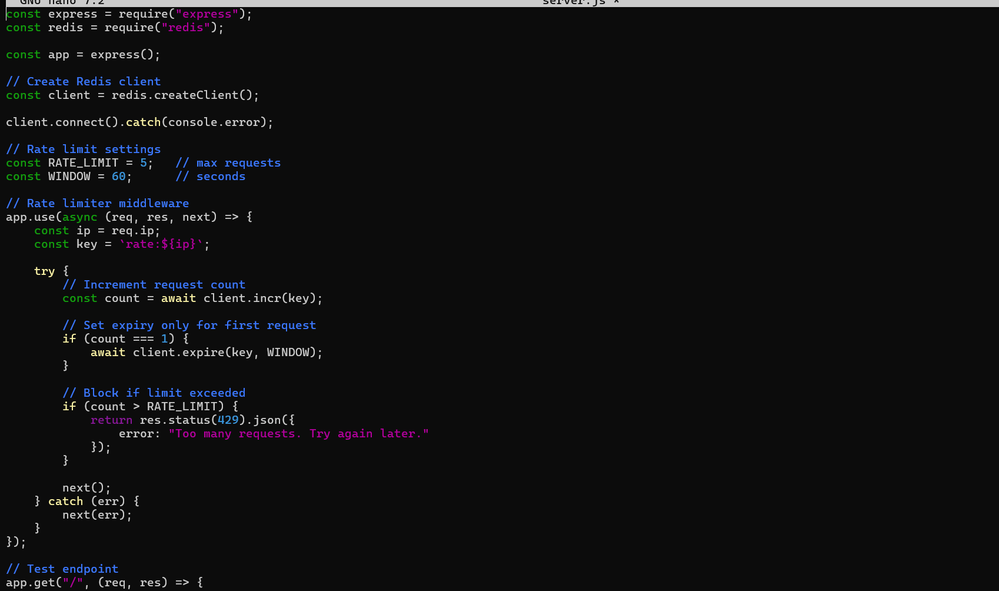 GNU nano 7.2 server.js *
const express = require("express");
const redis = require("redis");
const app = express();
// Create Redis client
const client = redis.createClient();
client.connect().catch(console.error);
// Rate limit settings
const RATE_LIMIT = 5;   // max requests
const WINDOW = 60;      // seconds
// Rate limiter middleware
app.use(async (req, res, next) => {
    const ip = req.ip;
    const key = `rate:${ip}`;
    try {
        // Increment request count
        const count = await client.incr(key);
        // Set expiry only for first request
        if (count === 1) {
            await client.expire(key, WINDOW);
        }
        // Block if limit exceeded
        if (count > RATE_LIMIT) {
            return res.status(429).json({
                error: "Too many requests. Try again later."
            });
        }
        next();
    } catch (err) {
        next(err);
    }
});
// Test endpoint
app.get("/", (req, res) => {